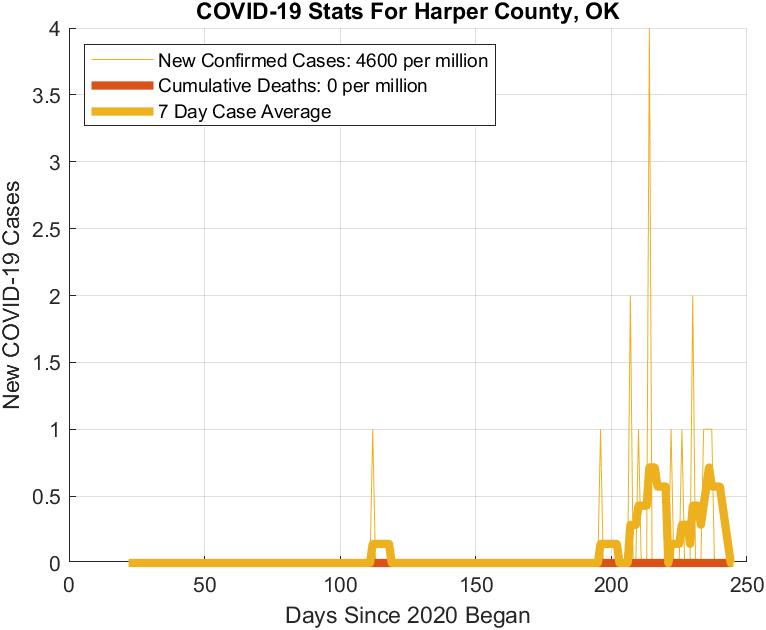 COVID-19 Stats For Harper County, OK
New Confirmed Cases: 4600 per million
Cumulative Deaths: 0 per million
7 Day Case Average
4
3.5
3
2.5
2
1.5
1
0.5
0
New COVID-19 Cases
0 50 100 150 200 250
Days Since 2020 Began